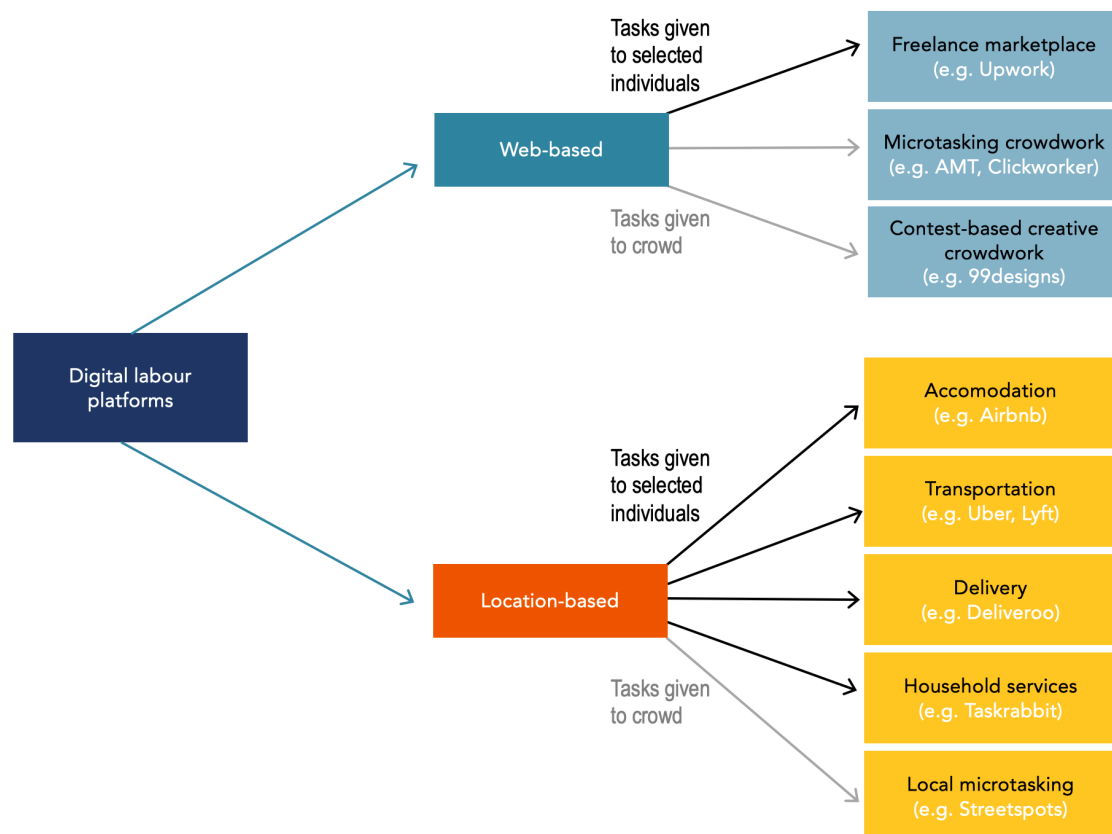 Tasks given
to selected
individuals
Freelance marketplace
(e.g. Upwork)
Web-based
Microtasking crowdwork
(e.g. AMT, Clickworker)
Tasks given
to crowd
Contest-based creative
crowdwork
(e.g. 99designs)
Digital labour
platforms
Accomodation
(e.g. Airbnb)
Tasks given
to selected
individuals
Transportation
(e.g. Uber, Lyft)
Location-based
Delivery
(e.g. Deliveroo)
Tasks given
to crowd
Household services
(e.g. Taskrabbit)
Local microtasking
(e.g. Streetspots)